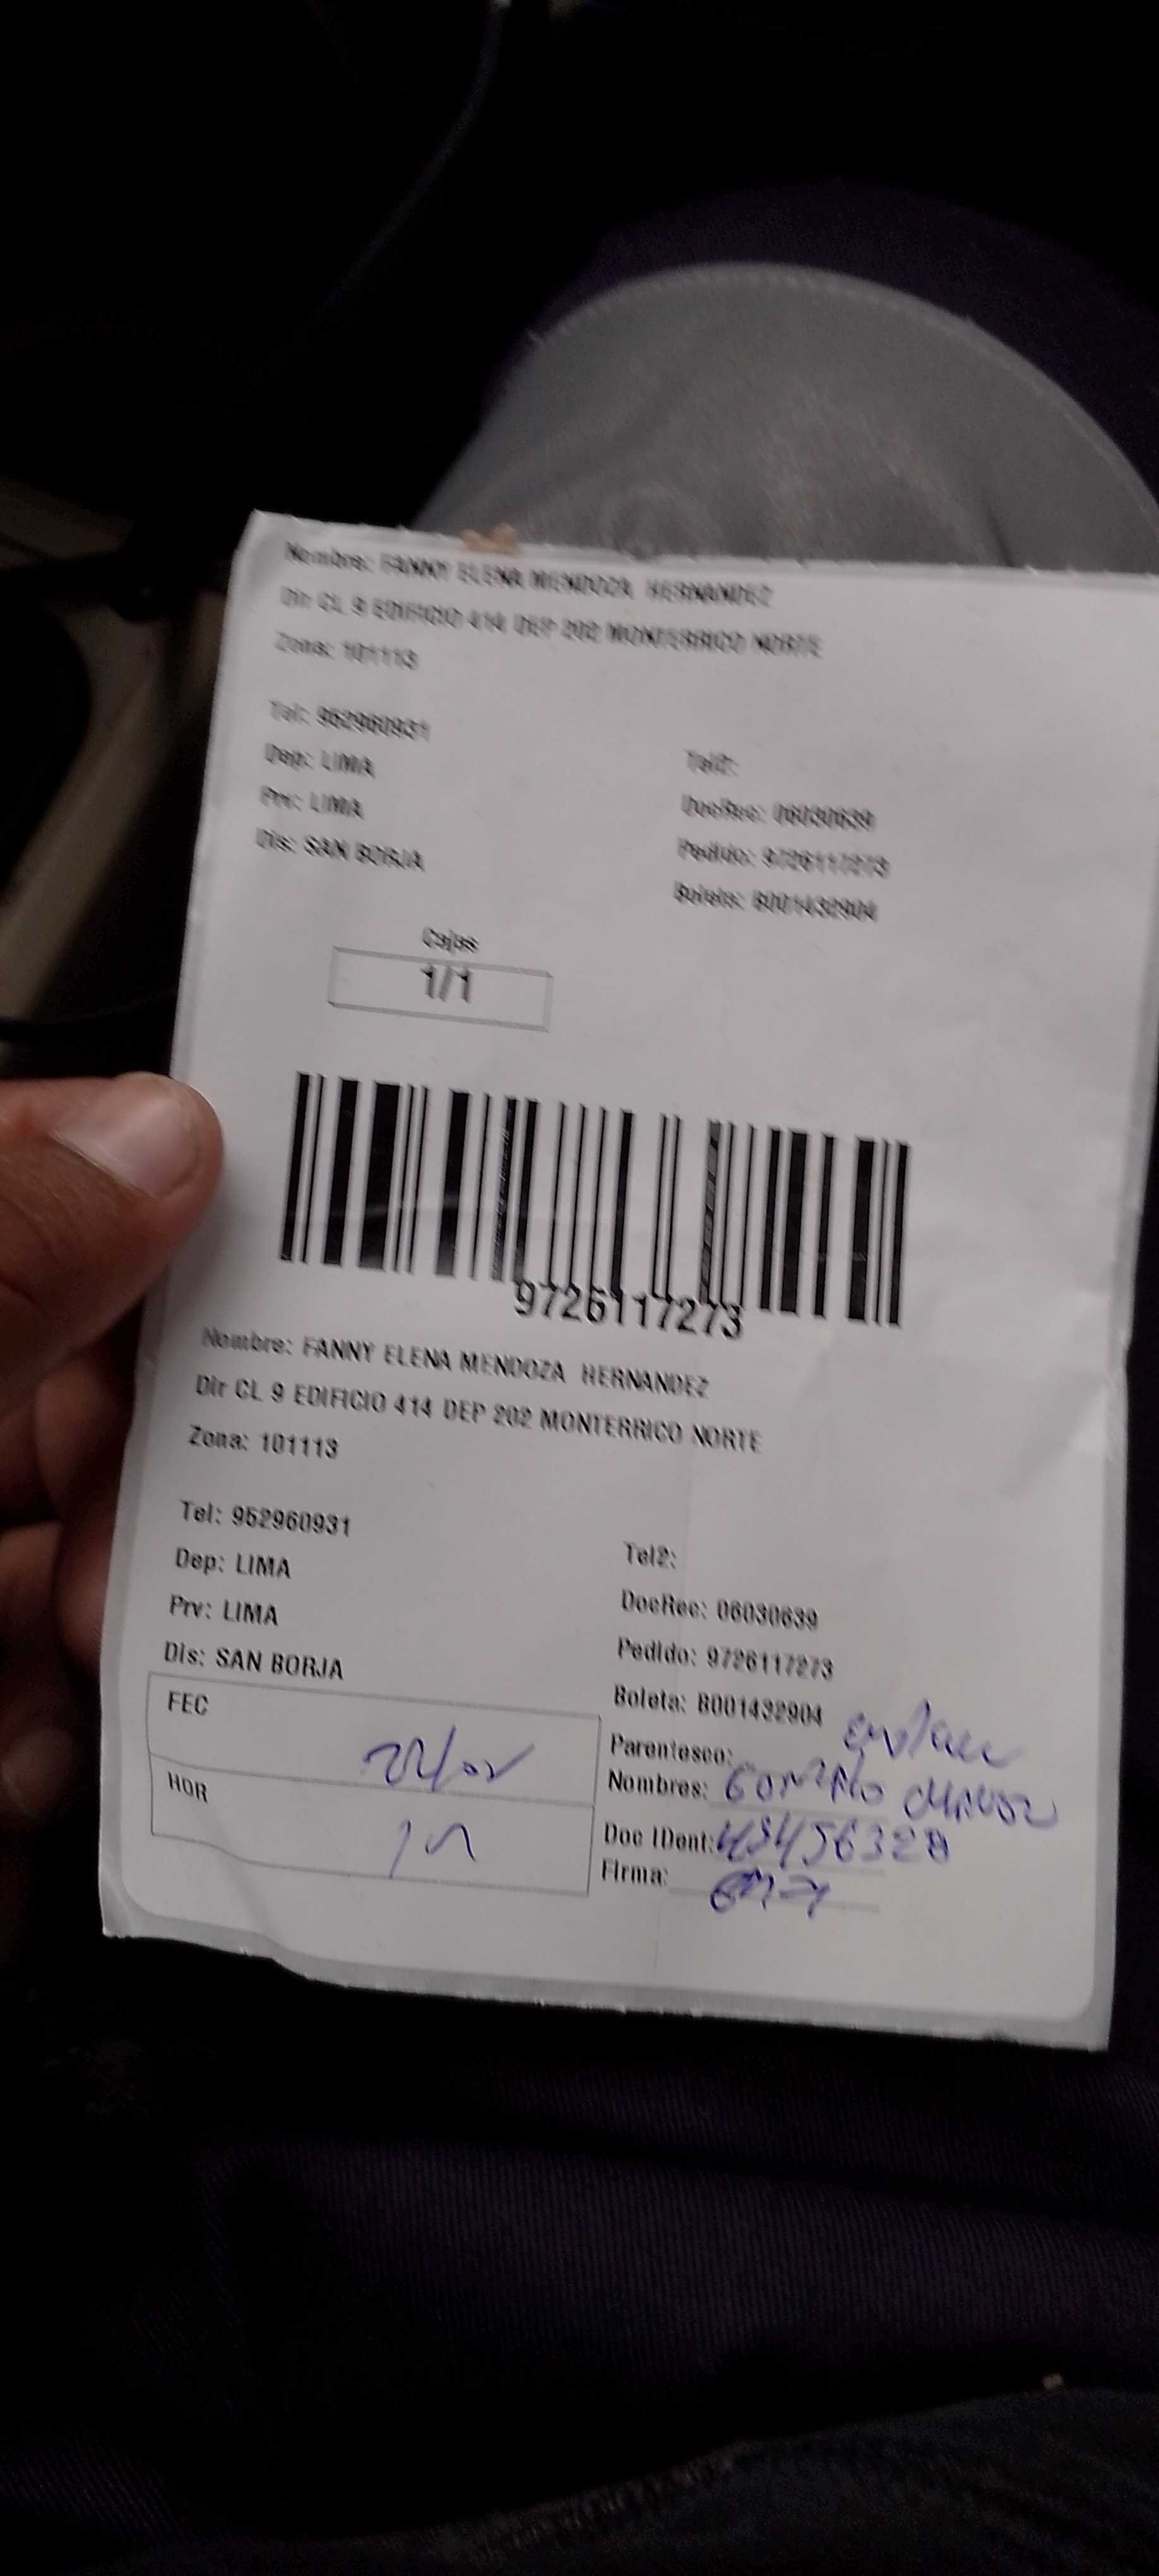 Nombre: FANNY ELENA MENDOZA HERNANDEZ
Dir CL 9 EDIFICIO 414 DEP 202 MONTERRICO NORTE
Zona: 101113
Tel: 952960931
Tel2:
Dep: LIMA
DocRec: 06030639
Prv: LIMA
Pedido: 9726117273
Dis: SAN BORJA
Boleta: B001432904
Cajas
1/1
9726117273
Nombre: FANNY ELENA MENDOZA HERNANDEZ
Dir CL 9 EDIFICIO 414 DEP 202 MONTERRICO NORTE
Zona: 101113
Tel: 952960931
Tel2:
Dep: LIMA
DocRec: 06030639
Prv: LIMA
Pedido: 9726117273
Dis: SAN BORJA
Boleta: B001432904
FEC
Parentesco:
Nombres: GONZALO
HOR
Doc IDent: 48456328
Firma: